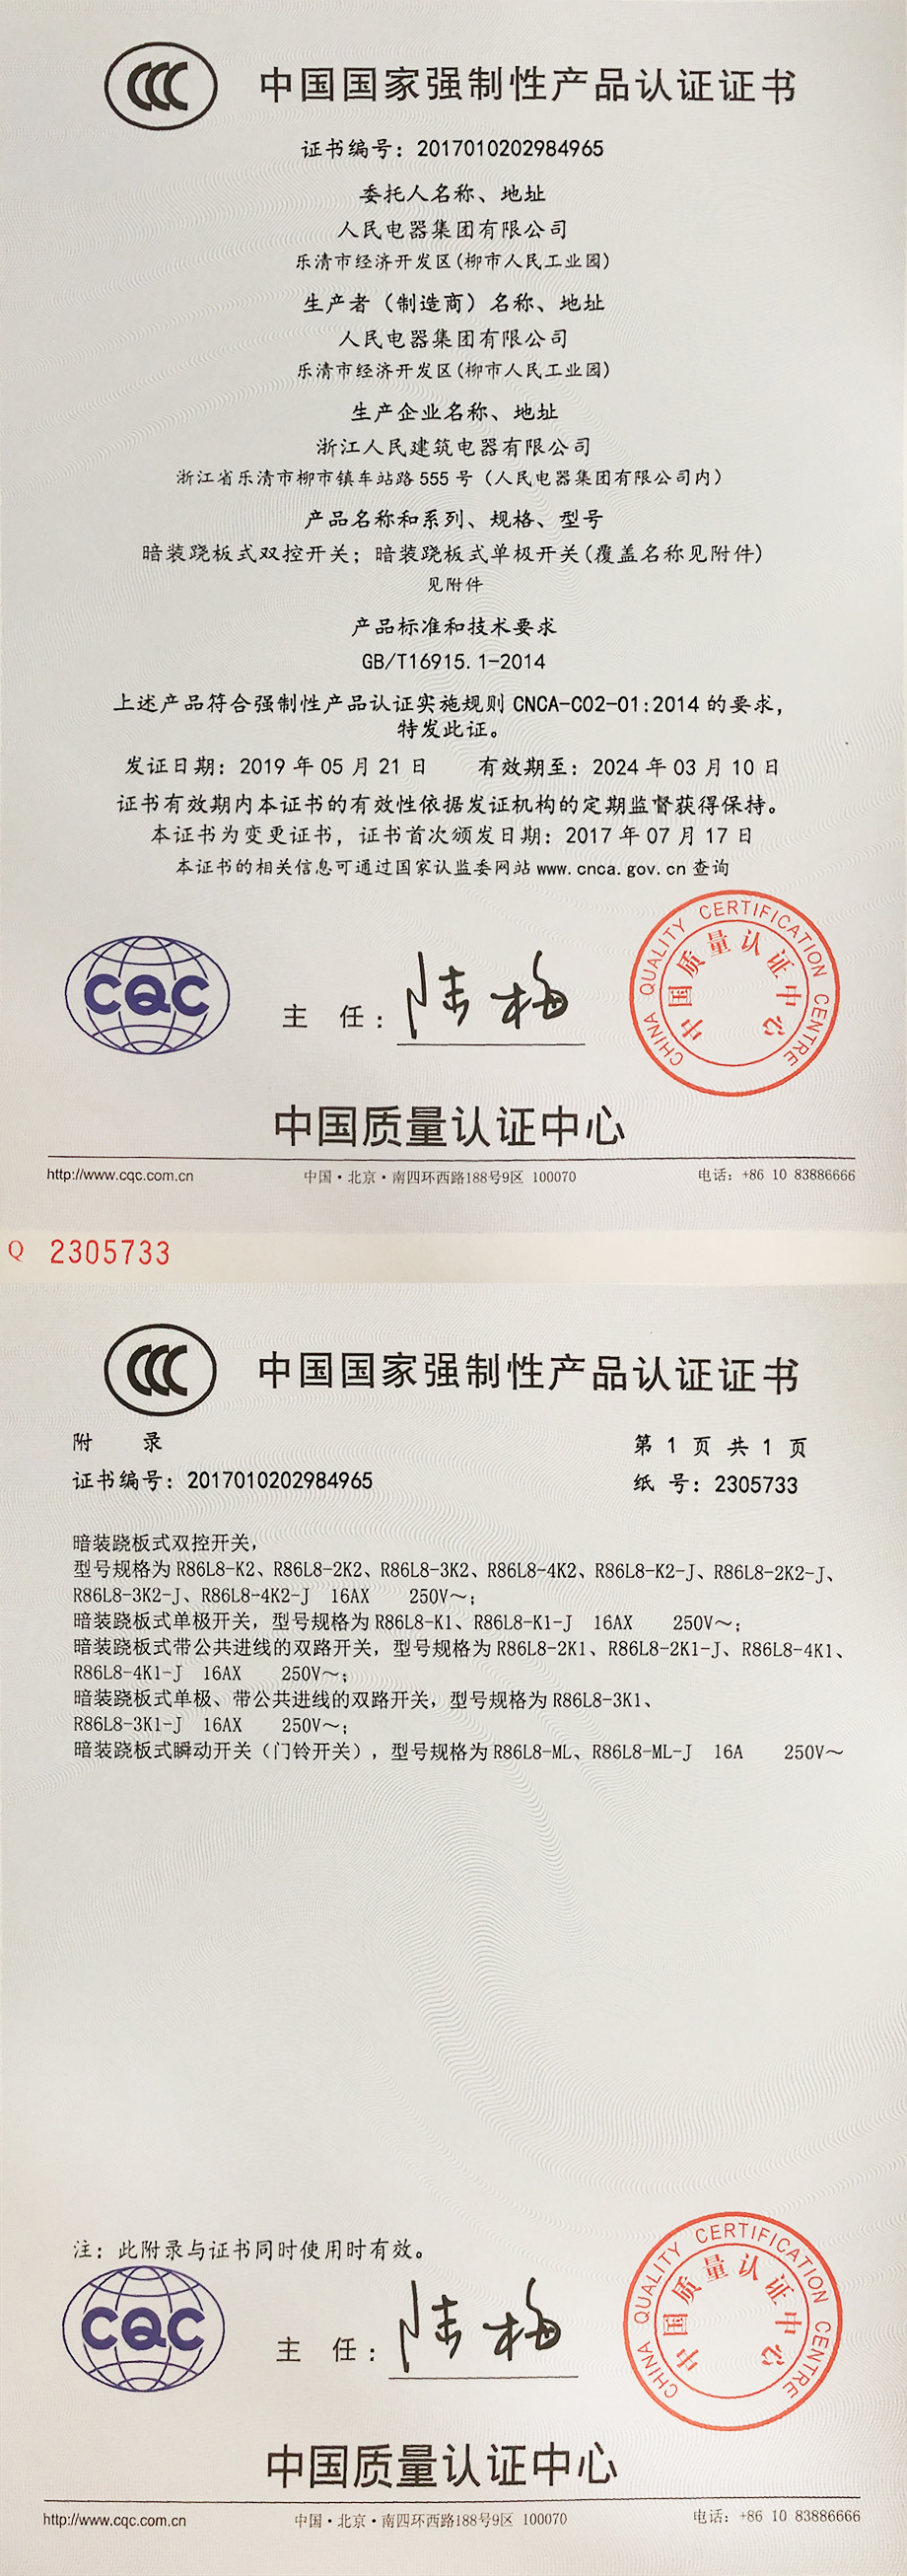 中国国家强制性产品认证证书
证书编号：2017010202984965
委托人名称、地址
人民电器集团有限公司
乐清市经济开发区(柳市人民工业园)
生产者（制造商）名称、地址
人民电器集团有限公司
乐清市经济开发区(柳市人民工业园)
生产企业名称、地址
浙江人民建筑电器有限公司
浙江省乐清市柳市镇车站路 555 号（人民电器集团有限公司内）
产品名称和系列、规格、型号
暗装跷板式双控开关；暗装跷板式单极开关(覆盖名称见附件)
见附件
产品标准和技术要求
GB/T16915.1-2014
上述产品符合强制性产品认证实施规则 CNCA-C02-01:2014 的要求，
特发此证。
发证日期：2019 年 05 月 21 日　有效期至：2024 年 03 月 10 日
证书有效期内本证书的有效性依据发证机构的定期监督获得保持。
本证书为变更证书，证书首次颁发日期：2017 年 07 月 17 日
本证书的相关信息可通过国家认监委网站 www.cnca.gov.cn 查询
CQC
主 任：陆梅
CHINA QUALITY CERTIFICATION CENTRE
中国质量认证中心
中国质量认证中心
http://www.cqc.com.cn 中国·北京·南四环西路188号9区 100070 电话：+86 10 83886666
Q 2305733
中国国家强制性产品认证证书
附 录 第 1 页 共 1 页
证书编号：2017010202984965 纸 号：2305733
暗装跷板式双控开关，
型号规格为 R86L8-K2、R86L8-2K2、R86L8-3K2、R86L8-4K2、R86L8-K2-J、R86L8-2K2-J、
R86L8-3K2-J、R86L8-4K2-J 16AX 250V～；
暗装跷板式单极开关，型号规格为 R86L8-K1、R86L8-K1-J 16AX 250V～；
暗装跷板式带公共进线的双路开关，型号规格为 R86L8-2K1、R86L8-2K1-J、R86L8-4K1、
R86L8-4K1-J 16AX 250V～；
暗装跷板式单极、带公共进线的双路开关，型号规格为 R86L8-3K1、
R86L8-3K1-J 16AX 250V～；
暗装跷板式瞬动开关（门铃开关），型号规格为 R86L8-ML、R86L8-ML-J 16A 250V～
注：此附录与证书同时使用时有效。
CQC
主 任：陆梅
CHINA QUALITY CERTIFICATION CENTRE
中国质量认证中心
中国质量认证中心
http://www.cqc.com.cn 中国·北京·南四环西路188号9区 100070 电话：+86 10 83886666